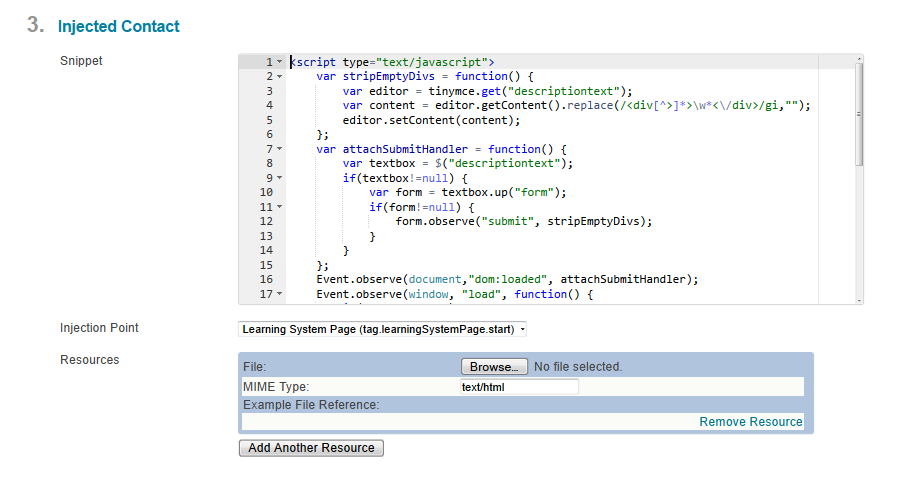 3. Injected Contact
Snippet
1 <script type="text/javascript">
2 var stripEmptyDivs = function() {
3 var editor = tinymce.get("descriptiontext");
4 var content = editor.getContent().replace(/<div[^>]*>\w*<\/div>/gi,"");
5 editor.setContent(content);
6 };
7 var attachSubmitHandler = function() {
8 var textbox = $("descriptiontext");
9 if(textbox!=null) {
10 var form = textbox.up("form");
11 if(form!=null) {
12 form.observe("submit", stripEmptyDivs);
13 }
14 }
15 };
16 Event.observe(document,"dom:loaded", attachSubmitHandler);
17 Event.observe(window, "load", function() {
Injection Point
Learning System Page (tag.learningSystemPage.start)
Resources
File: Browse... No file selected.
MIME Type: text/html
Example File Reference:
Remove Resource
Add Another Resource